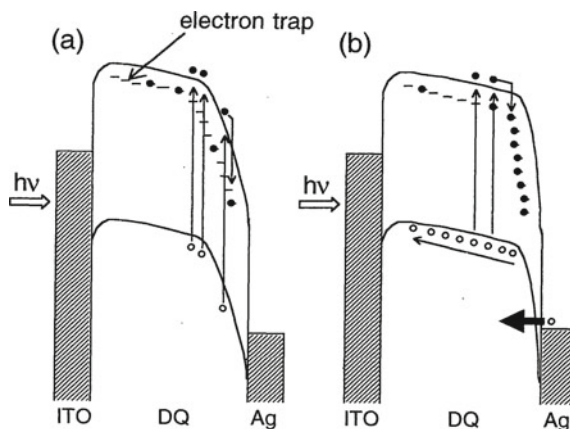 (a)
electron trap
(b)
hν
hν
ITO
DQ
Ag
ITO
DQ
Ag